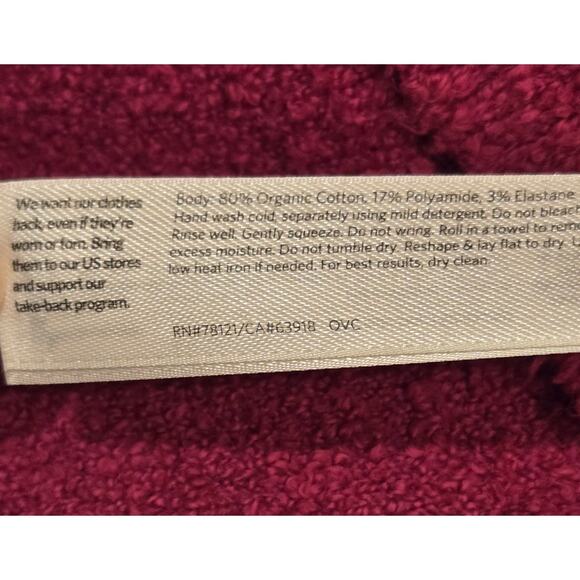 We want our clothes
back, even if they're
worn or torn. Bring
them to our US stores
and support our
take-back program.
Body: 80% Organic Cotton, 17% Polyamide, 3% Elastane
Hand wash cold, separately using mild detergent. Do not bleac
Rinse well. Gently squeeze. Do not wring. Roll in a towel to remo
excess moisture. Do not tumble dry. Reshape & lay flat to dry.
low heat iron if needed. For best results, dry clean.
RN#78121/CA#63918 OVC